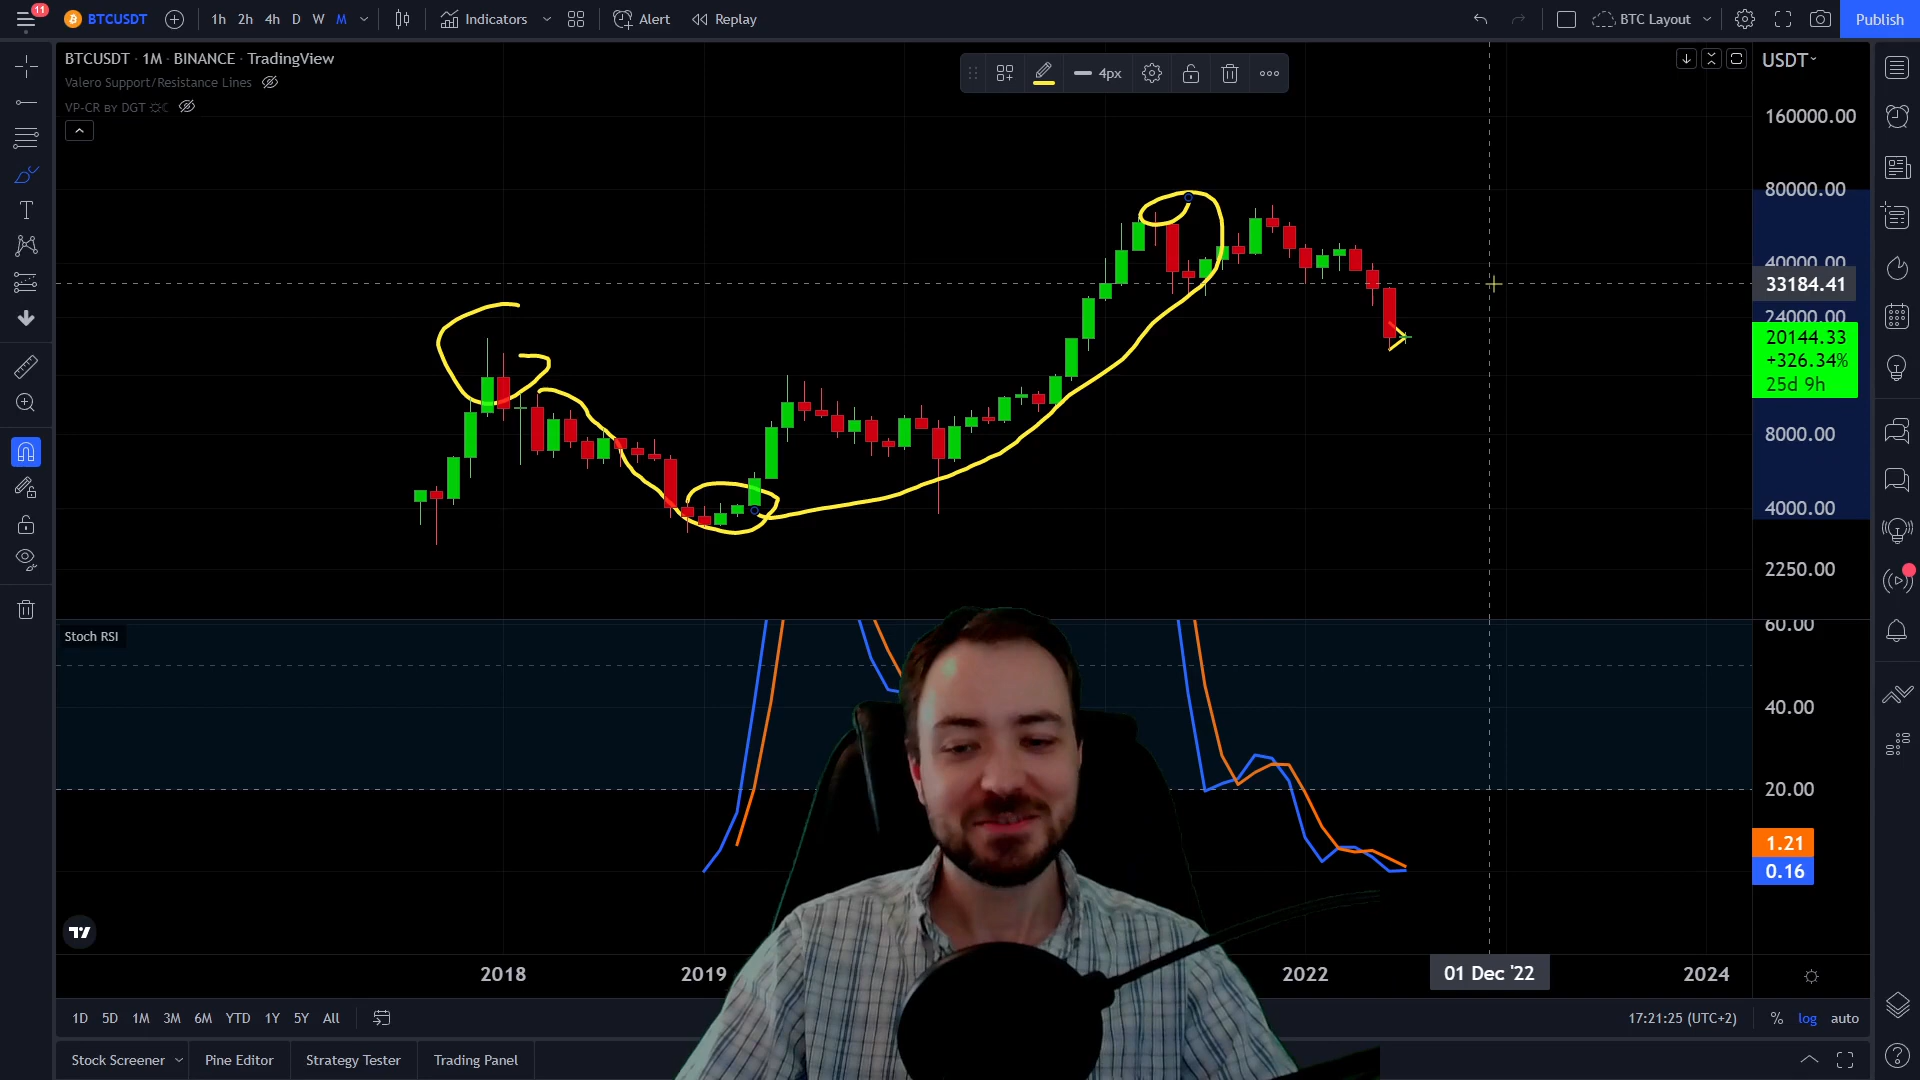 11
BTCUSDT
1h 2h 4h D W M
Indicators
Alert
Replay
BTC Layout
Publish
BTCUSDT · 1M · BINANCE · TradingView
Valero Support/Resistance Lines
VP-CR BY DGT
4px
USDT
160000.00
80000.00
40000.00
33184.41
24000.00
20144.33
+326.34%
25d 9h
8000.00
4000.00
2250.00
Stoch RSI
60.00
40.00
20.00
1.21
0.16
2018
2019
2022
01 Dec '22
2024
1D 5D 1M 3M 6M YTD 1Y 5Y All
17:21:25 (UTC+2)
%
log
auto
Stock Screener
Pine Editor
Strategy Tester
Trading Panel